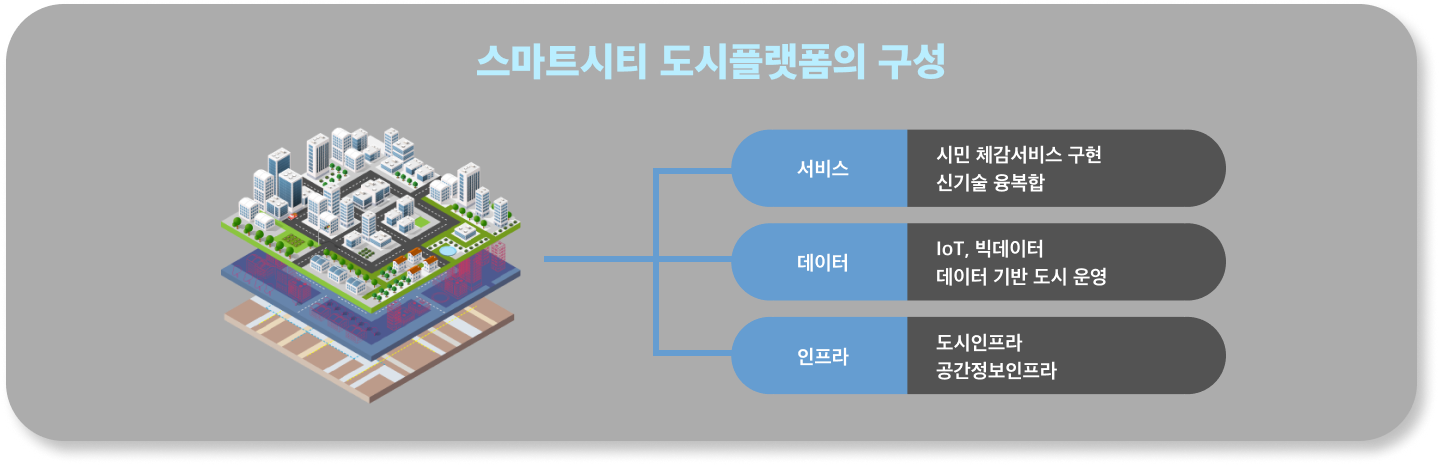 스마트시티 도시플랫폼의 구성
서비스
시민 체감서비스 구현
신기술 융복합
데이터
IoT, 빅데이터
데이터 기반 도시 운영
인프라
도시인프라
공간정보인프라